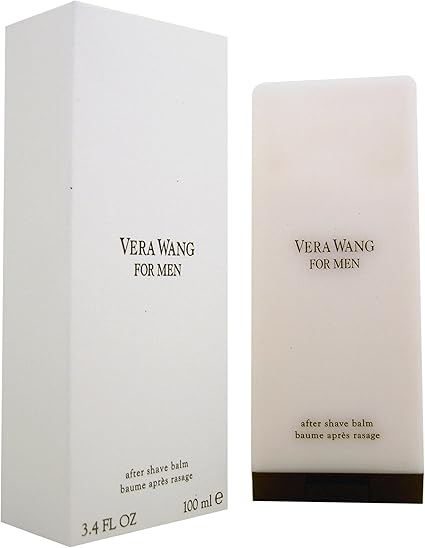 VERA WANG
FOR MEN
after shave balm
baume après rasage
3.4 FL OZ 100 ml ℮
VERA WANG
FOR MEN
after shave balm
baume après rasage